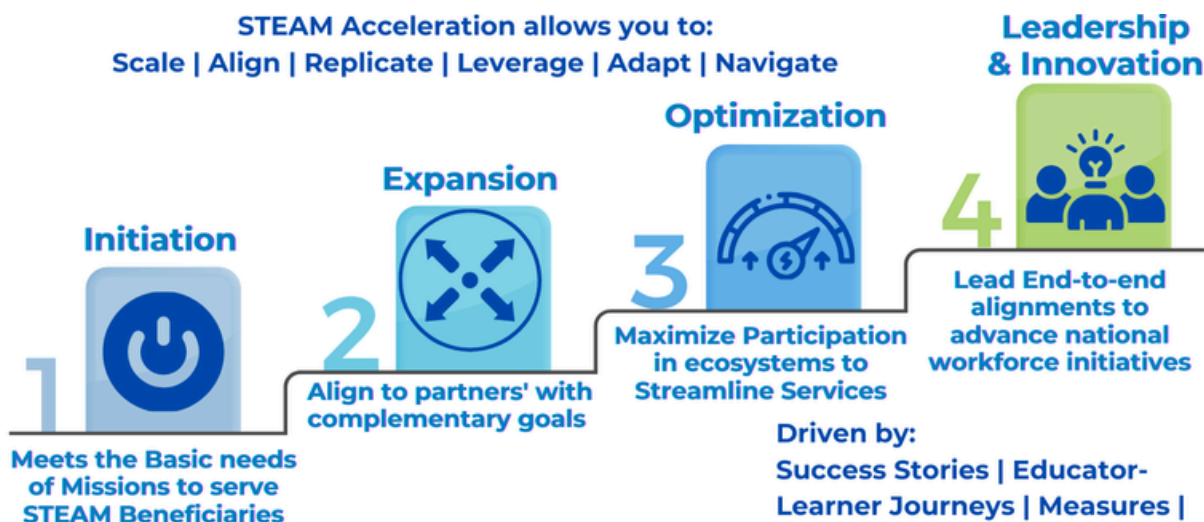 STEAM Acceleration allows you to:
Scale | Align | Replicate | Leverage | Adapt | Navigate
1
Initiation
Meets the Basic needs
of Missions to serve
STEAM Beneficiaries
2
Expansion
Align to partners' with
complementary goals
3
Optimization
Maximize Participation
in ecosystems to
Streamline Services
4
Leadership
& Innovation
Lead End-to-end
alignments to
advance national
workforce initiatives
Driven by:
Success Stories | Educator-
Learner Journeys | Measures |